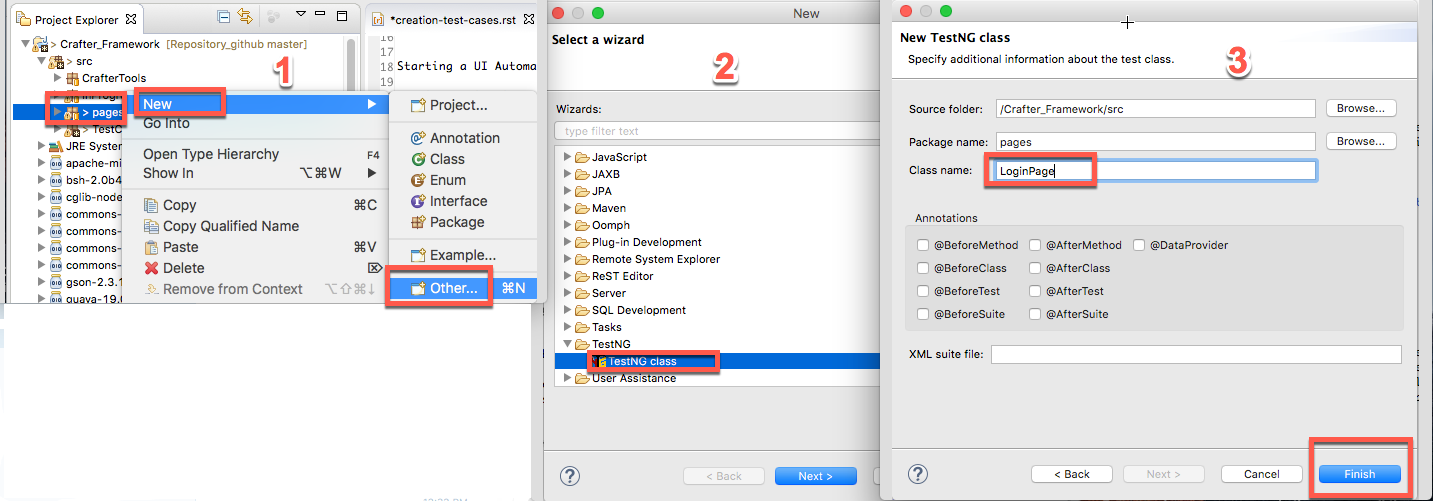 Project Explorer
*creation-test-cases.rst
> Crafter_Framework [Repository_github master]
> src
CrafterTools
> pages
> TestC
JRE System
apache-mi
bsh-2.0b4
cglib-node
commons-
commons-
commons-
commons-
gson-2.3.1
guava-19.0
16
17
18
19
Starting a UI Automa
1
New
Go Into
Open Type Hierarchy F4
Show In ⌥⌘W
Copy ⌘C
Copy Qualified Name
Paste ⌘V
Delete ⌦
Remove from Context ⌥⇧⌘↓
Project...
Annotation
Class
Enum
Interface
Package
Example...
Other... ⌘N
New
Select a wizard
2
Wizards:
type filter text
JavaScript
JAXB
JPA
Maven
Oomph
Plug-in Development
Remote System Explorer
ReST Editor
Server
SQL Development
Tasks
TestNG
TestNG class
User Assistance
?
< Back
Next >
New TestNG class
Specify additional information about the test class.
3
Source folder: /Crafter_Framework/src Browse...
Package name: pages Browse...
Class name: LoginPage
Annotations
@BeforeMethod @AfterMethod @DataProvider
@BeforeClass @AfterClass
@BeforeTest @AfterTest
@BeforeSuite @AfterSuite
XML suite file:
?
< Back
Next >
Cancel
Finish